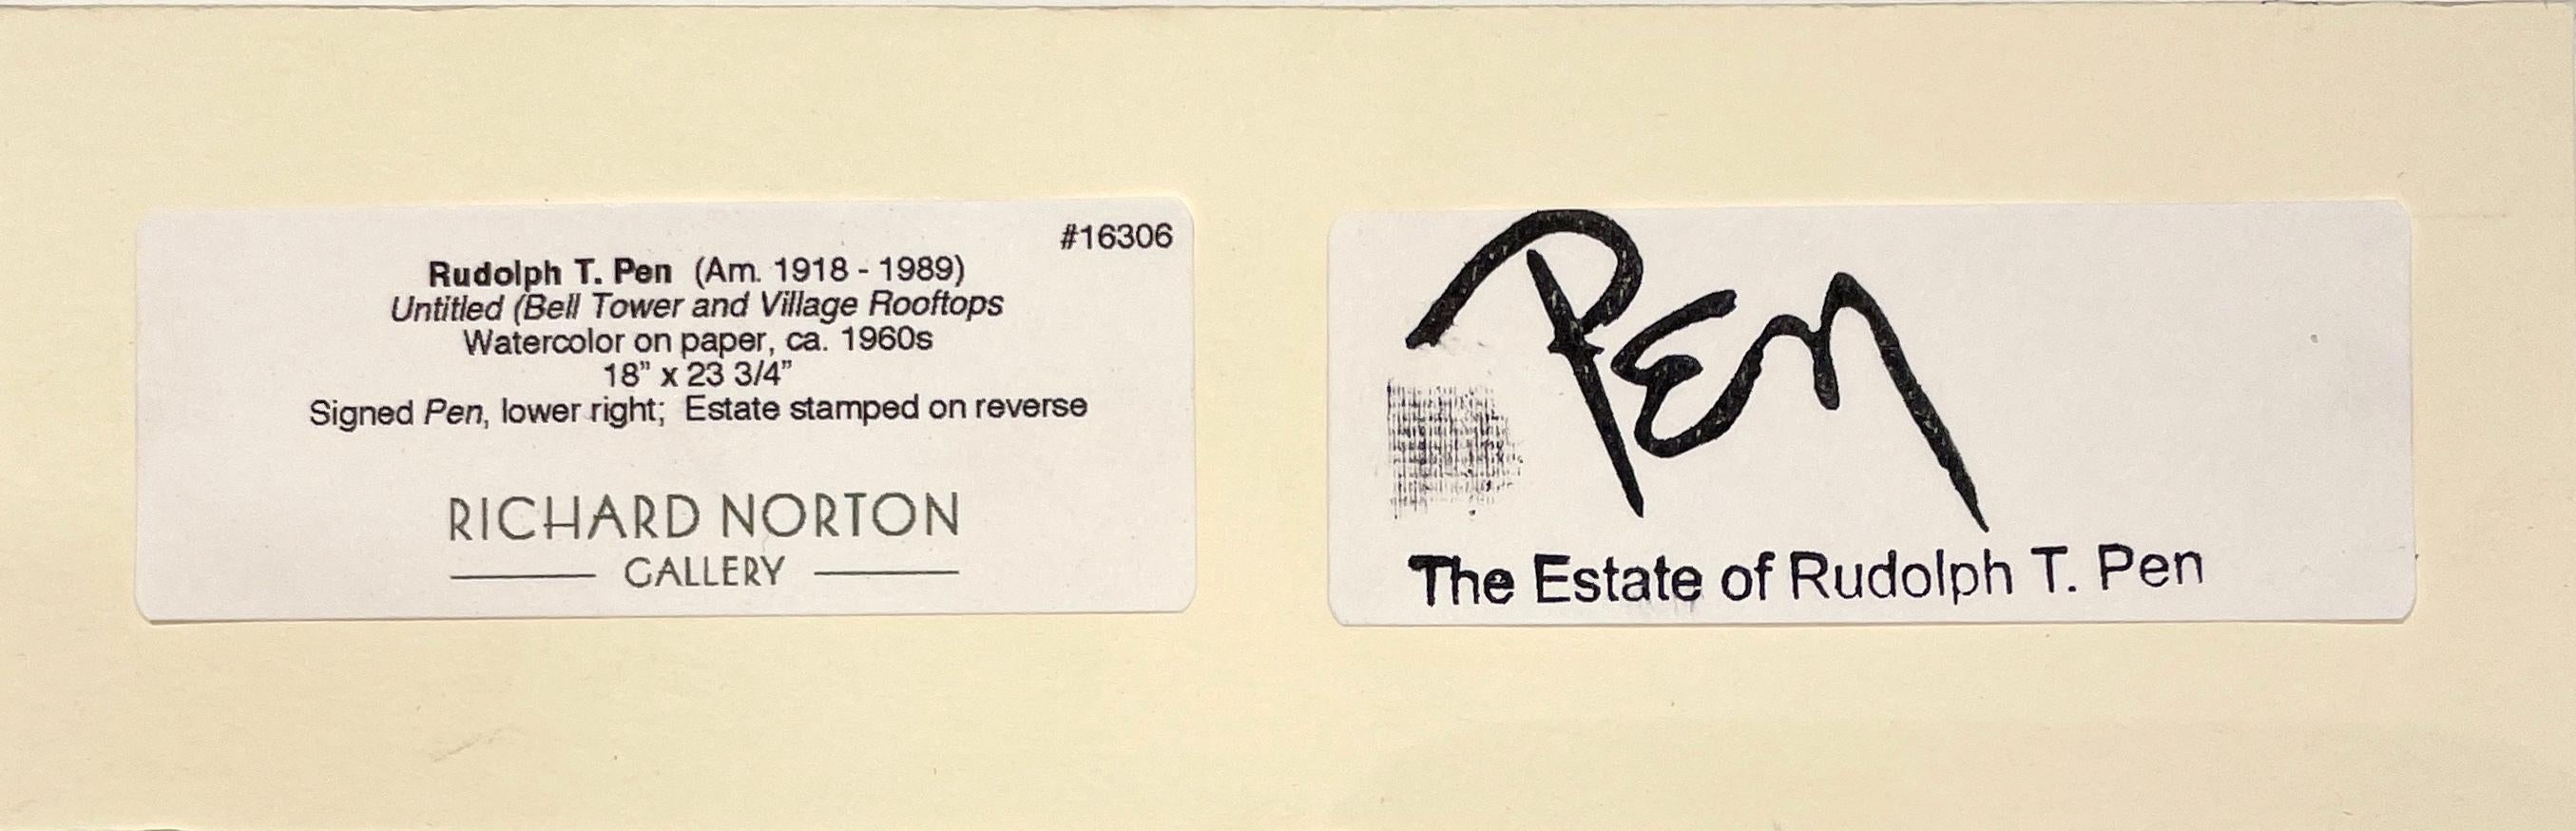 #16306
Rudolph T. Pen (Am. 1918 - 1989)
Untitled (Bell Tower and Village Rooftops
Watercolor on paper, ca. 1960s
18” x 23 3/4”
Signed Pen, lower right; Estate stamped on reverse
RICHARD NORTON
GALLERY
Pen
The Estate of Rudolph T. Pen